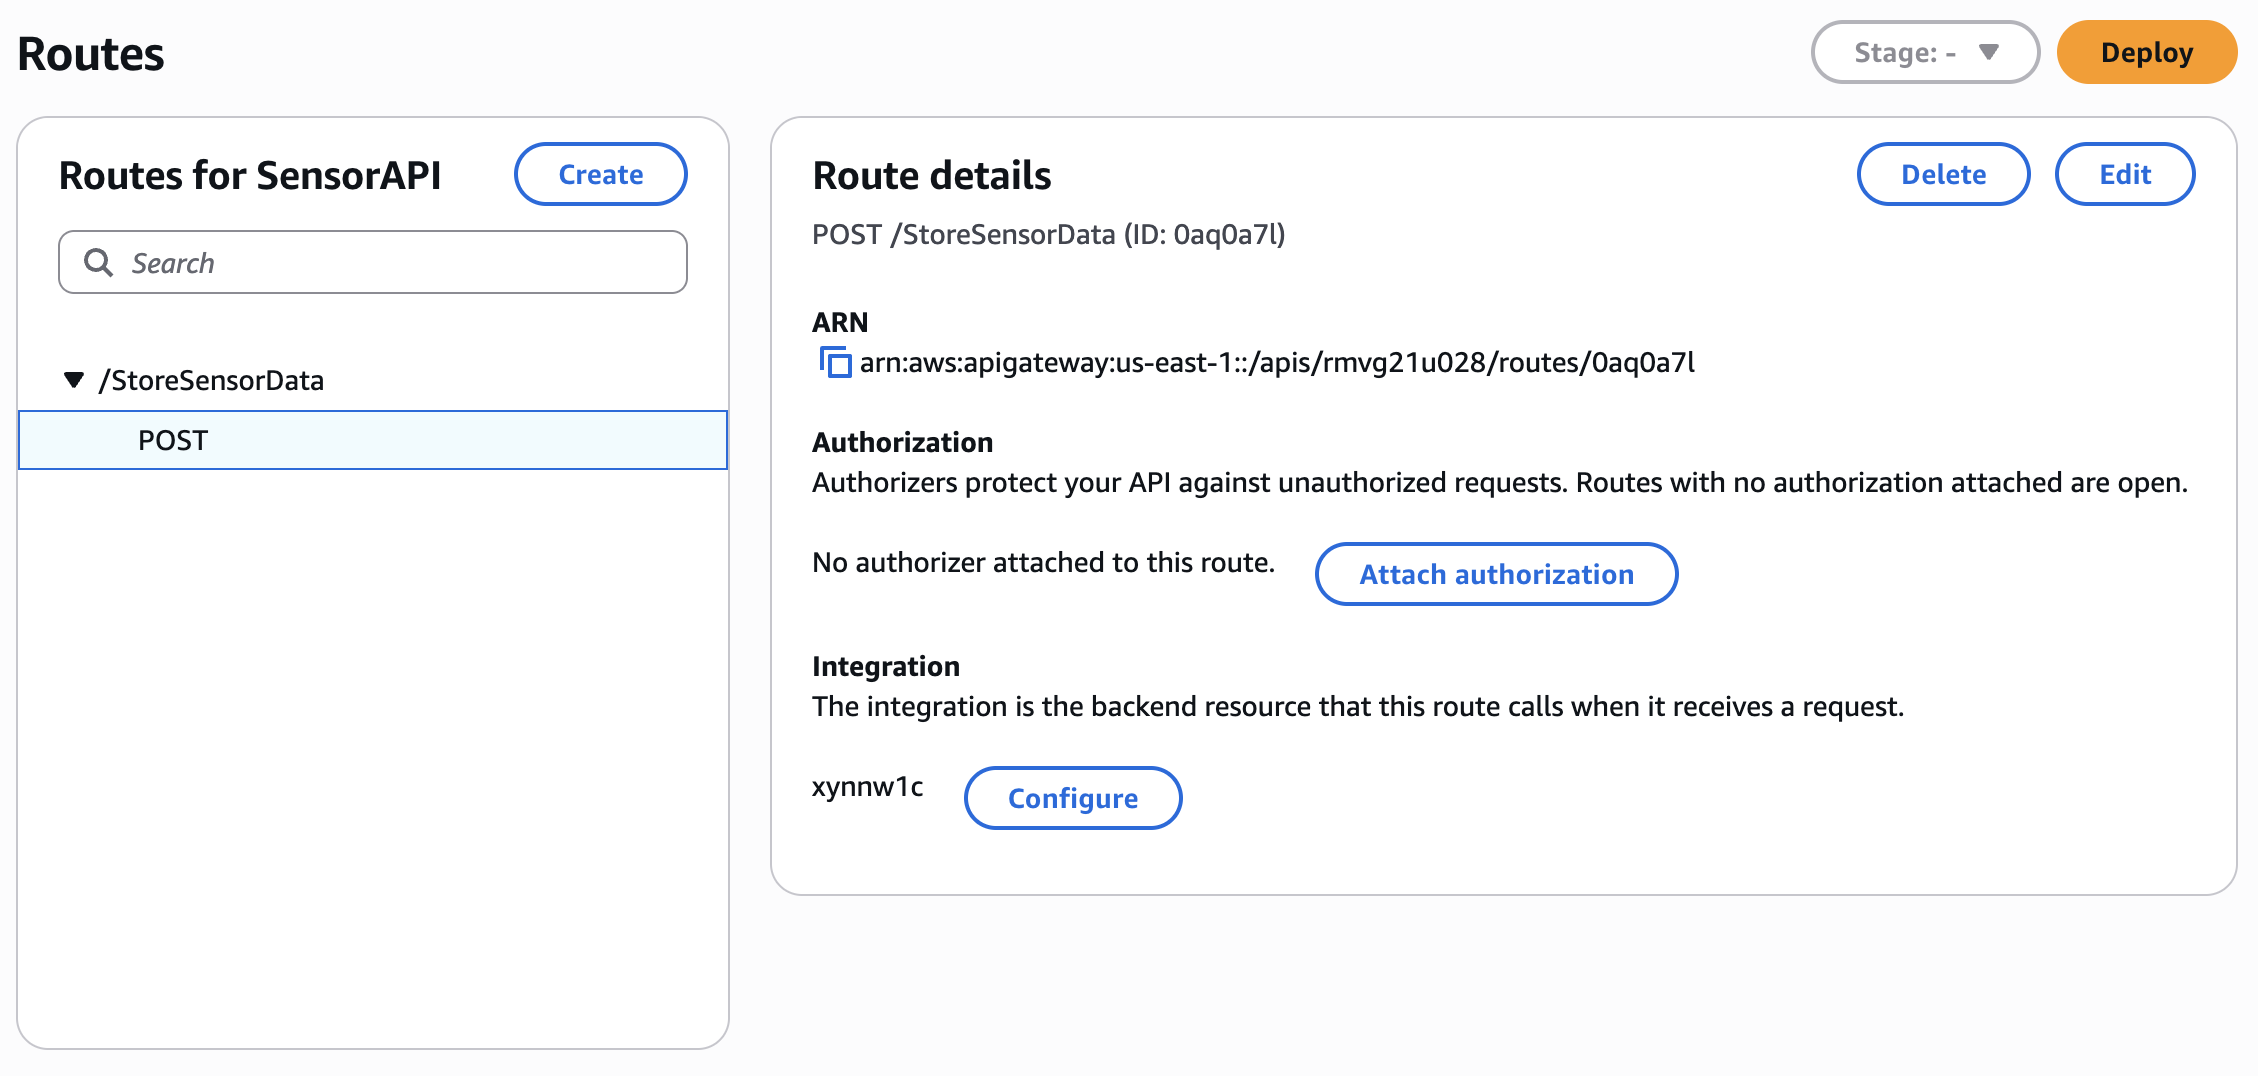 Routes
Stage: -
Deploy
Routes for SensorAPI
Create
Search
/StoreSensorData
POST
Route details
Delete
Edit
POST /StoreSensorData (ID: 0aq0a7l)
ARN
arn:aws:apigateway:us-east-1::/apis/rmvg21u028/routes/0aq0a7l
Authorization
Authorizers protect your API against unauthorized requests. Routes with no authorization attached are open.
No authorizer attached to this route.
Attach authorization
Integration
The integration is the backend resource that this route calls when it receives a request.
xynnw1c
Configure